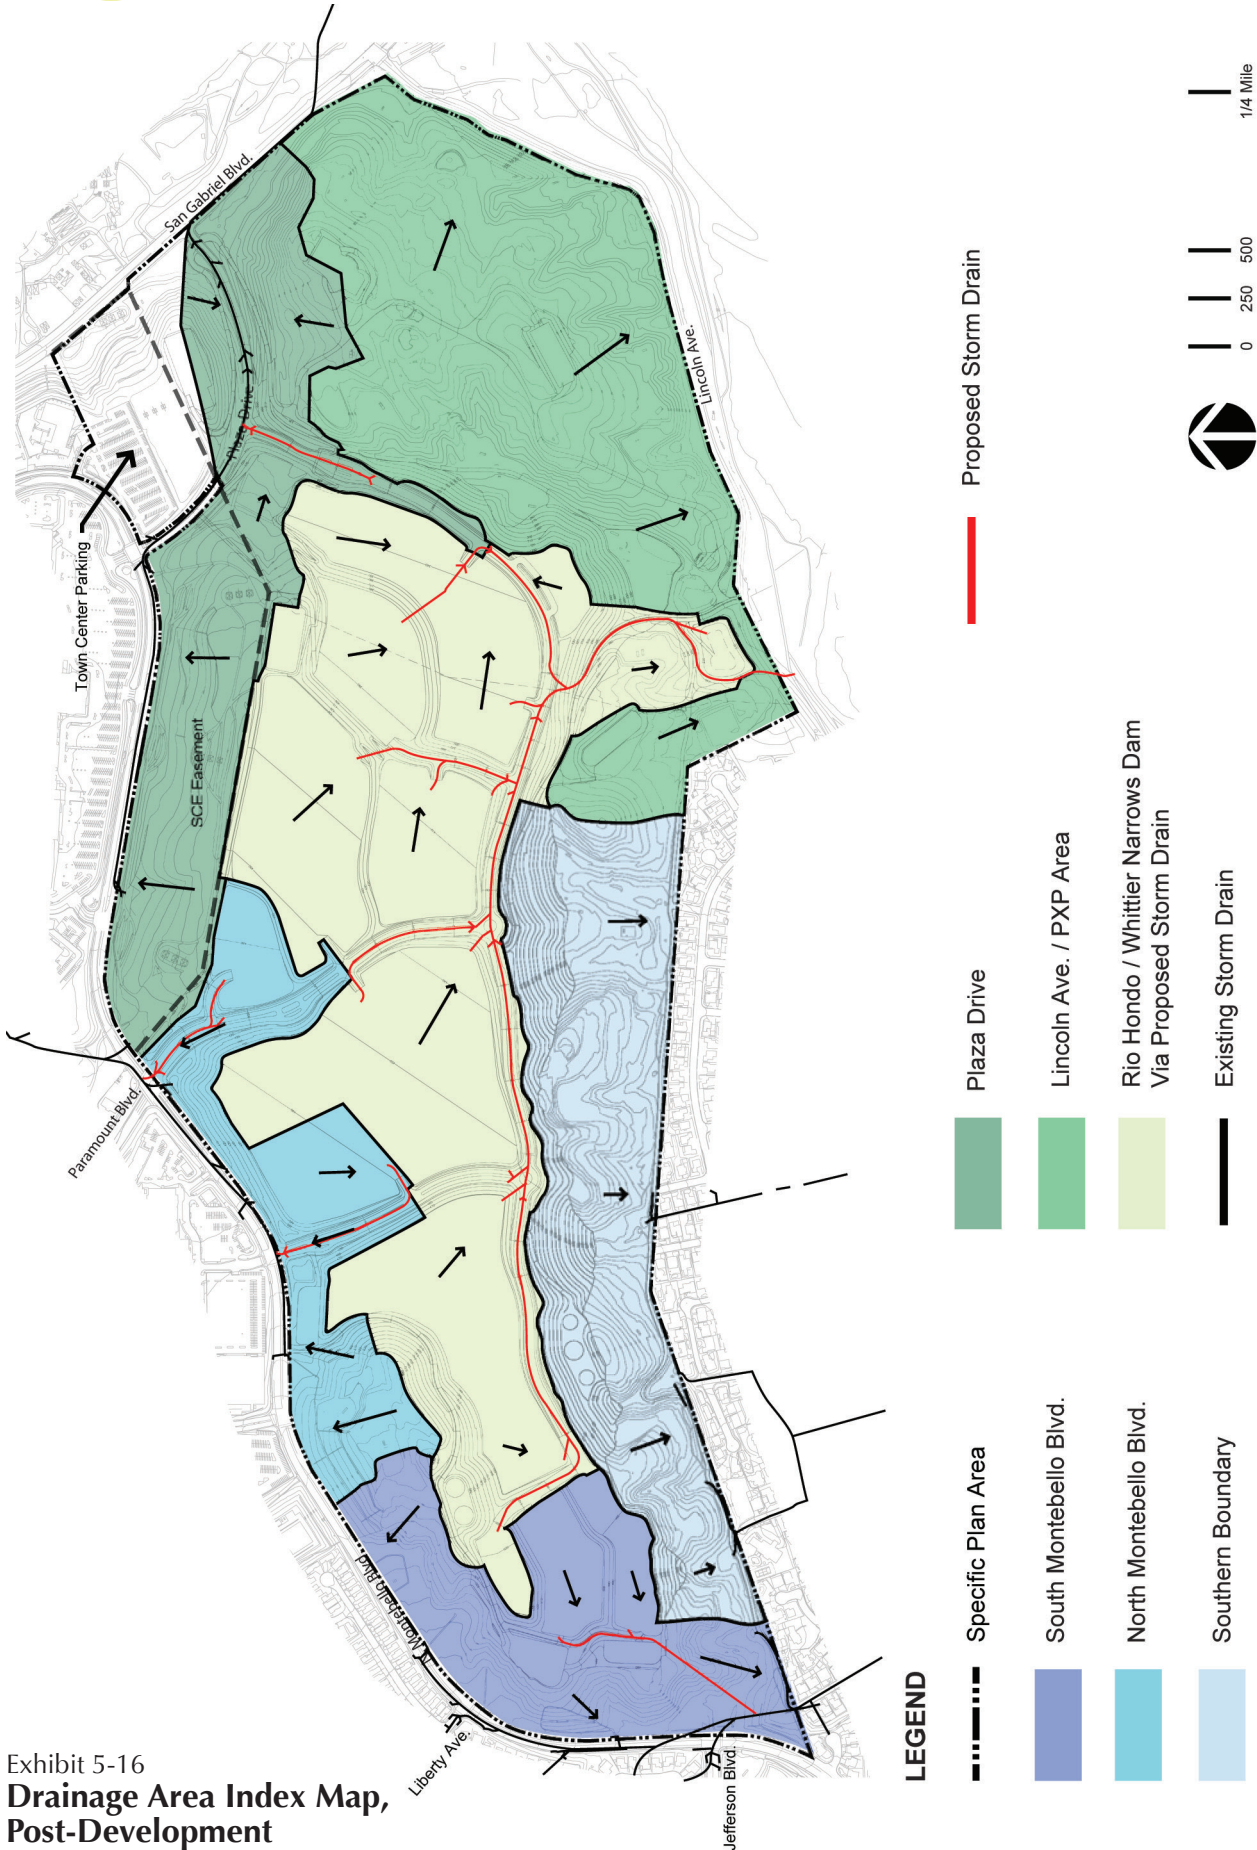 San Gabriel Blvd.
Plaza Drive
Town Center Parking
SCE Easement
Lincoln Ave.
Paramount Blvd.
N Montebello Blvd
Liberty Ave.
Jefferson Blvd.
Exhibit 5-16
Drainage Area Index Map,
Post-Development
LEGEND
Specific Plan Area
South Montebello Blvd.
North Montebello Blvd.
Southern Boundary
Plaza Drive
Lincoln Ave. / PXP Area
Rio Hondo / Whittier Narrows Dam
Via Proposed Storm Drain
Existing Storm Drain
Proposed Storm Drain
0
250
500
1/4 Mile